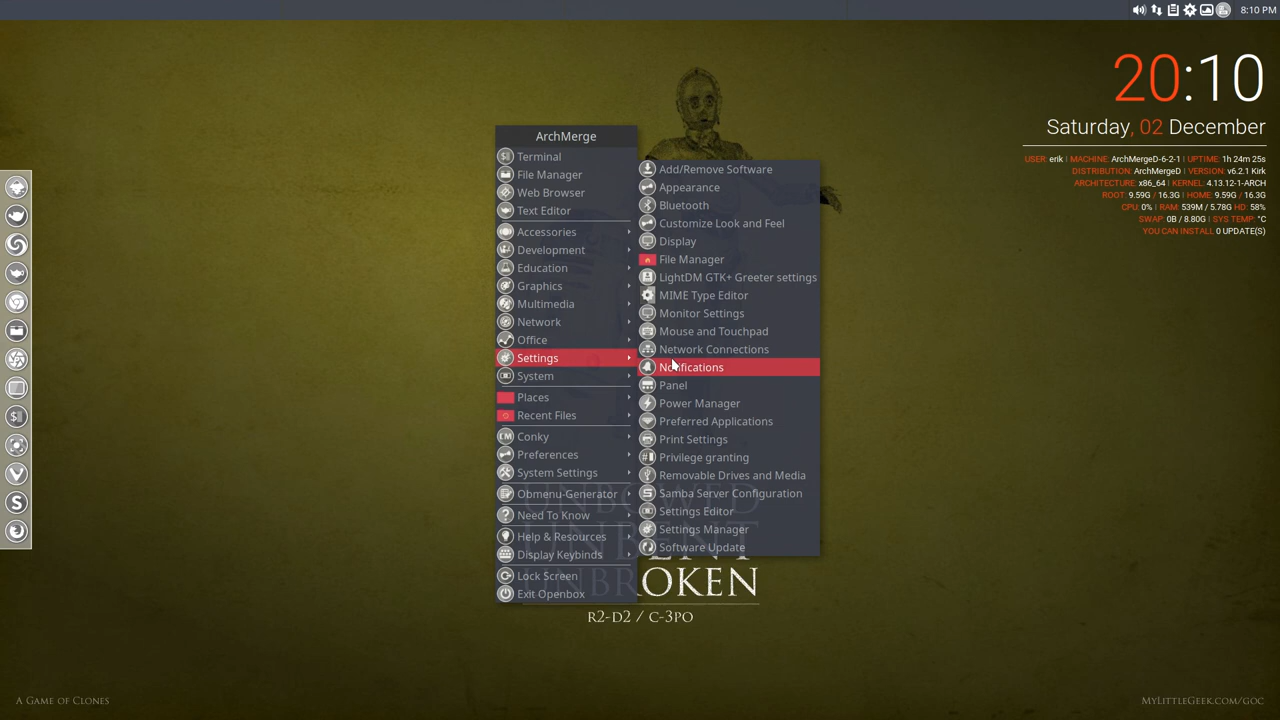 8:10 PM
20:10
Saturday, 02 December
USER: erik | MACHINE: ArchMergeD-6-2-1 | UPTIME: 1h 24m 25s
DISTRIBUTION: ArchMergeD | VERSION: v6.2.1 Kirk
ARCHITECTURE: x86_64 | KERNEL: 4.13.12-1-ARCH
ROOT: 9.59G / 16.3G | HOME: 9.59G / 16.3G
CPU: 0% | RAM: 539M / 5.78G HD: 58%
SWAP: 0B / 8.80G | SYS TEMP: °C
YOU CAN INSTALL 0 UPDATE(S)
ArchMerge
Terminal
File Manager
Web Browser
Text Editor
Accessories
Development
Education
Graphics
Multimedia
Network
Office
Settings
System
Places
Recent Files
Conky
Preferences
System Settings
Obmenu-Generator
Need To Know
Help & Resources
Display Keybinds
Lock Screen
Exit Openbox
Add/Remove Software
Appearance
Bluetooth
Customize Look and Feel
Display
File Manager
LightDM GTK+ Greeter settings
MIME Type Editor
Monitor Settings
Mouse and Touchpad
Network Connections
Notifications
Panel
Power Manager
Preferred Applications
Print Settings
Privilege granting
Removable Drives and Media
Samba Server Configuration
Settings Editor
Settings Manager
Software Update
UNBOWED
UNBENT
UNBROKEN
R2-D2 / C-3PO
A GAME OF CLONES
MYLITTLEGEEK.COM/GOC